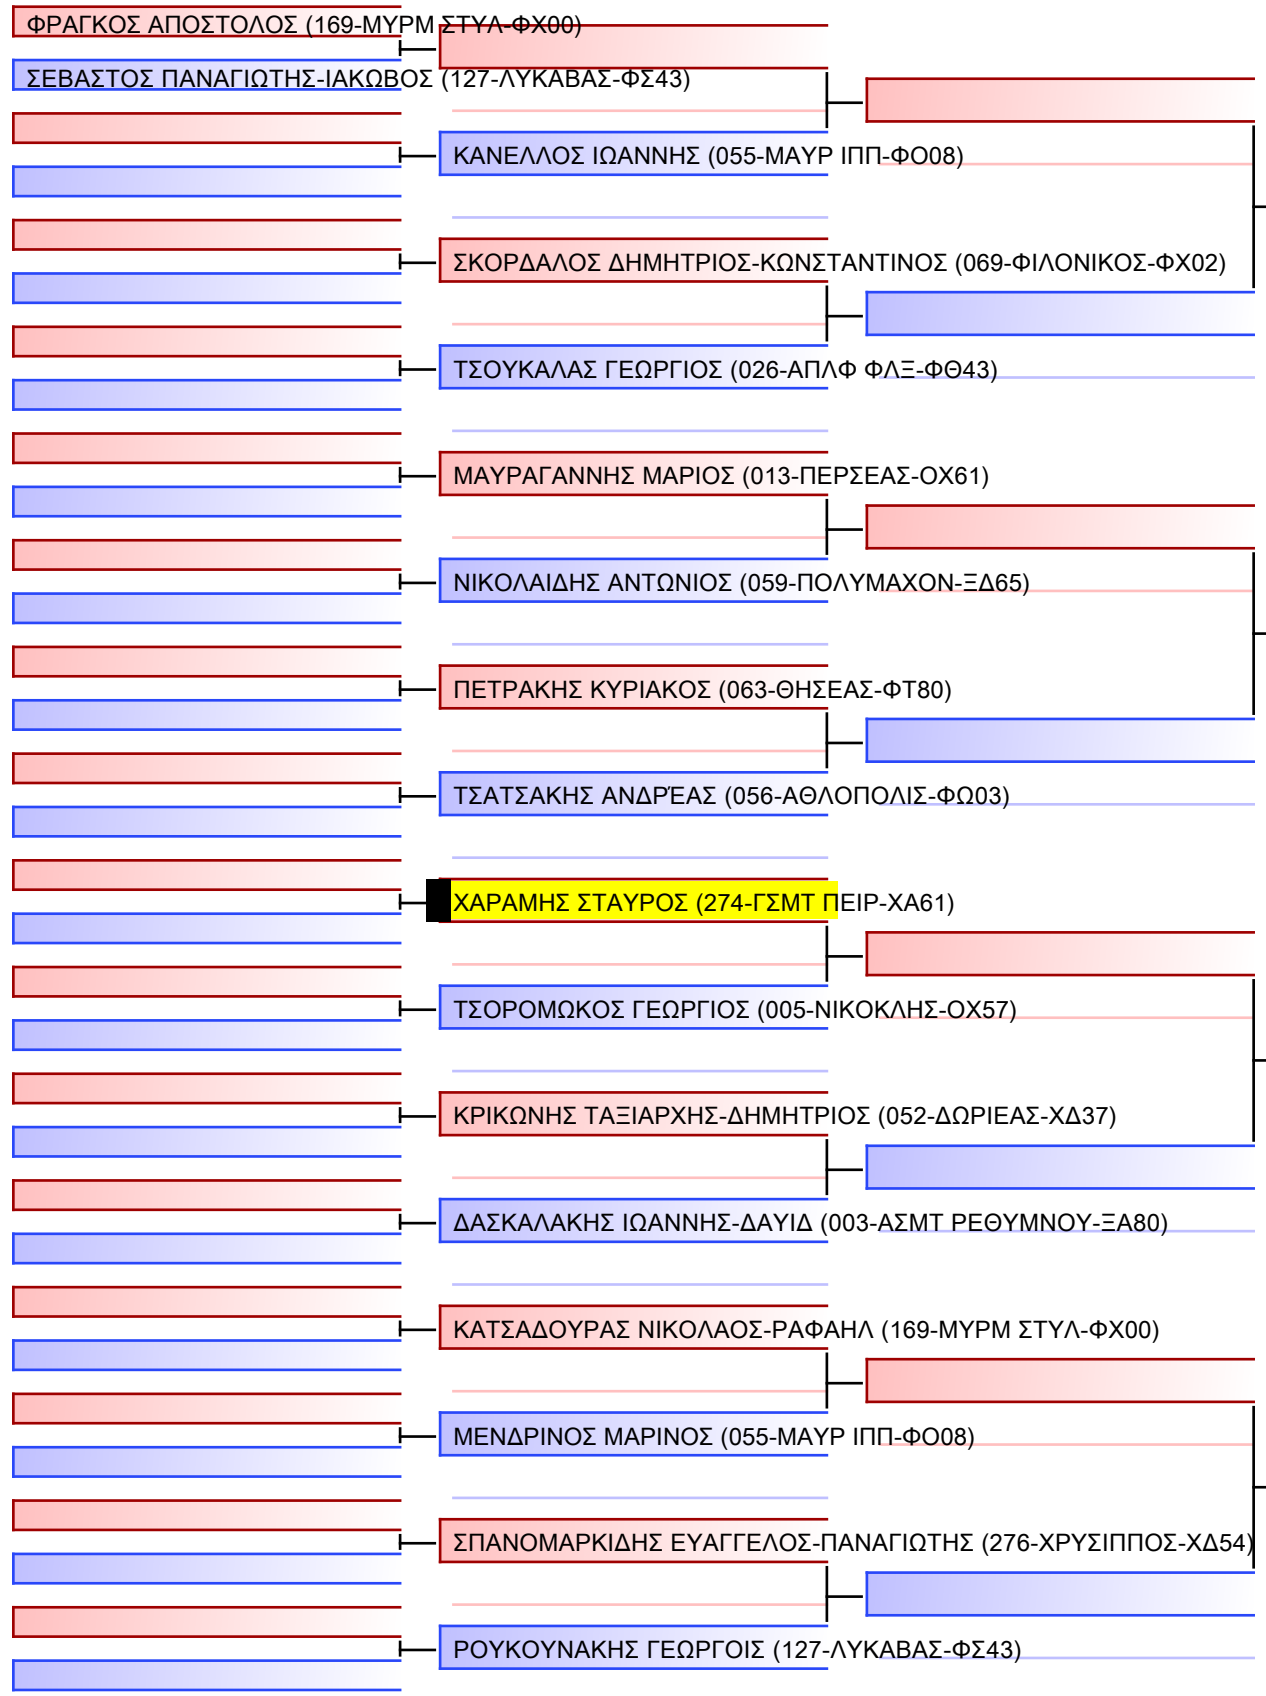 ΦΡΑΓΚΟΣ ΑΠΟΣΤΟΛΟΣ (169-ΜΥΡΜ ΣΤΥΛ-ΦΧ00)
ΣΕΒΑΣΤΟΣ ΠΑΝΑΓΙΩΤΗΣ-ΙΑΚΩΒΟΣ (127-ΛΥΚΑΒΑΣ-ΦΣ43)
ΚΑΝΕΛΛΟΣ ΙΩΑΝΝΗΣ (055-ΜΑΥΡ ΙΠΠ-ΦΟ08)
ΣΚΟΡΔΑΛΟΣ ΔΗΜΗΤΡΙΟΣ-ΚΩΝΣΤΑΝΤΙΝΟΣ (069-ΦΙΛΟΝΙΚΟΣ-ΦΧ02)
ΤΣΟΥΚΑΛΑΣ ΓΕΩΡΓΙΟΣ (026-ΑΠΛΦ ΦΛΞ-ΦΘ43)
ΜΑΥΡΑΓΑΝΝΗΣ ΜΑΡΙΟΣ (013-ΠΕΡΣΕΑΣ-ΟΧ61)
ΝΙΚΟΛΑΙΔΗΣ ΑΝΤΩΝΙΟΣ (059-ΠΟΛΥΜΑΧΟΝ-ΞΔ65)
ΠΕΤΡΑΚΗΣ ΚΥΡΙΑΚΟΣ (063-ΘΗΣΕΑΣ-ΦΤ80)
ΤΣΑΤΣΑΚΗΣ ΑΝΔΡΈΑΣ (056-ΑΘΛΟΠΟΛΙΣ-ΦΩ03)
ΧΑΡΑΜΗΣ ΣΤΑΥΡΟΣ (274-ΓΣΜΤ ΠΕΙΡ-ΧΑ61)
ΤΣΟΡΟΜΩΚΟΣ ΓΕΩΡΓΙΟΣ (005-ΝΙΚΟΚΛΗΣ-ΟΧ57)
ΚΡΙΚΩΝΗΣ ΤΑΞΙΑΡΧΗΣ-ΔΗΜΗΤΡΙΟΣ (052-ΔΩΡΙΕΑΣ-ΧΔ37)
ΔΑΣΚΑΛΑΚΗΣ ΙΩΑΝΝΗΣ-ΔΑΥΙΔ (003-ΑΣΜΤ ΡΕΘΥΜΝΟΥ-ΞΑ80)
ΚΑΤΣΑΔΟΥΡΑΣ ΝΙΚΟΛΑΟΣ-ΡΑΦΑΗΛ (169-ΜΥΡΜ ΣΤΥΛ-ΦΧ00)
ΜΕΝΔΡΙΝΟΣ ΜΑΡΙΝΟΣ (055-ΜΑΥΡ ΙΠΠ-ΦΟ08)
ΣΠΑΝΟΜΑΡΚΙΔΗΣ ΕΥΑΓΓΕΛΟΣ-ΠΑΝΑΓΙΩΤΗΣ (276-ΧΡΥΣΙΠΠΟΣ-ΧΔ54)
ΡΟΥΚΟΥΝΑΚΗΣ ΓΕΩΡΓΟΙΣ (127-ΛΥΚΑΒΑΣ-ΦΣ43)